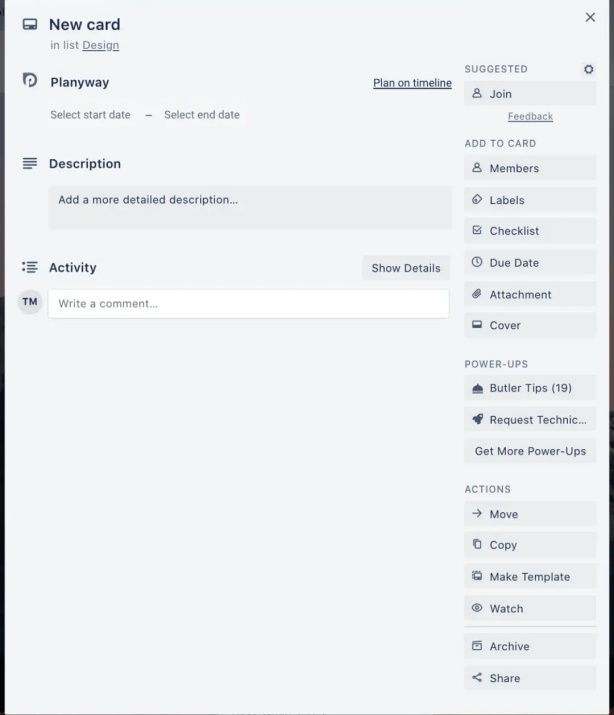 New card
in list Design
Planyway
Plan on timeline
Select start date – Select end date
Description
Add a more detailed description...
Activity
Show Details
TM
Write a comment...
SUGGESTED
Join
Feedback
ADD TO CARD
Members
Labels
Checklist
Due Date
Attachment
Cover
POWER-UPS
Butler Tips (19)
Request Technic...
Get More Power-Ups
ACTIONS
Move
Copy
Make Template
Watch
Archive
Share